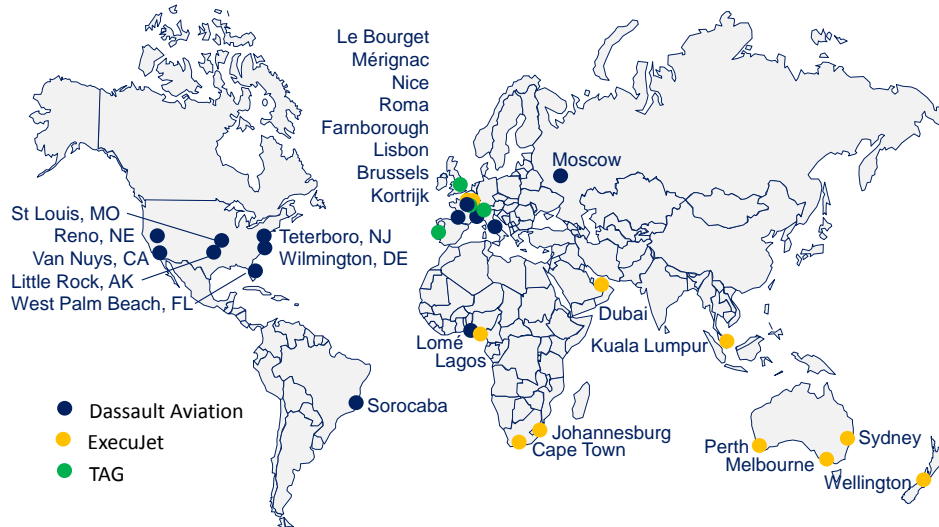 Le Bourget
Mérignac
Nice
Roma
Farnborough
Lisbon
Brussels
Kortrijk
Moscow
St Louis, MO
Reno, NE
Van Nuys, CA
Little Rock, AK
West Palm Beach, FL
Teterboro, NJ
Wilmington, DE
Dubai
Lomé
Lagos
Kuala Lumpur
Sorocaba
Johannesburg
Cape Town
Perth
Melbourne
Sydney
Wellington
Dassault Aviation
ExecuJet
TAG